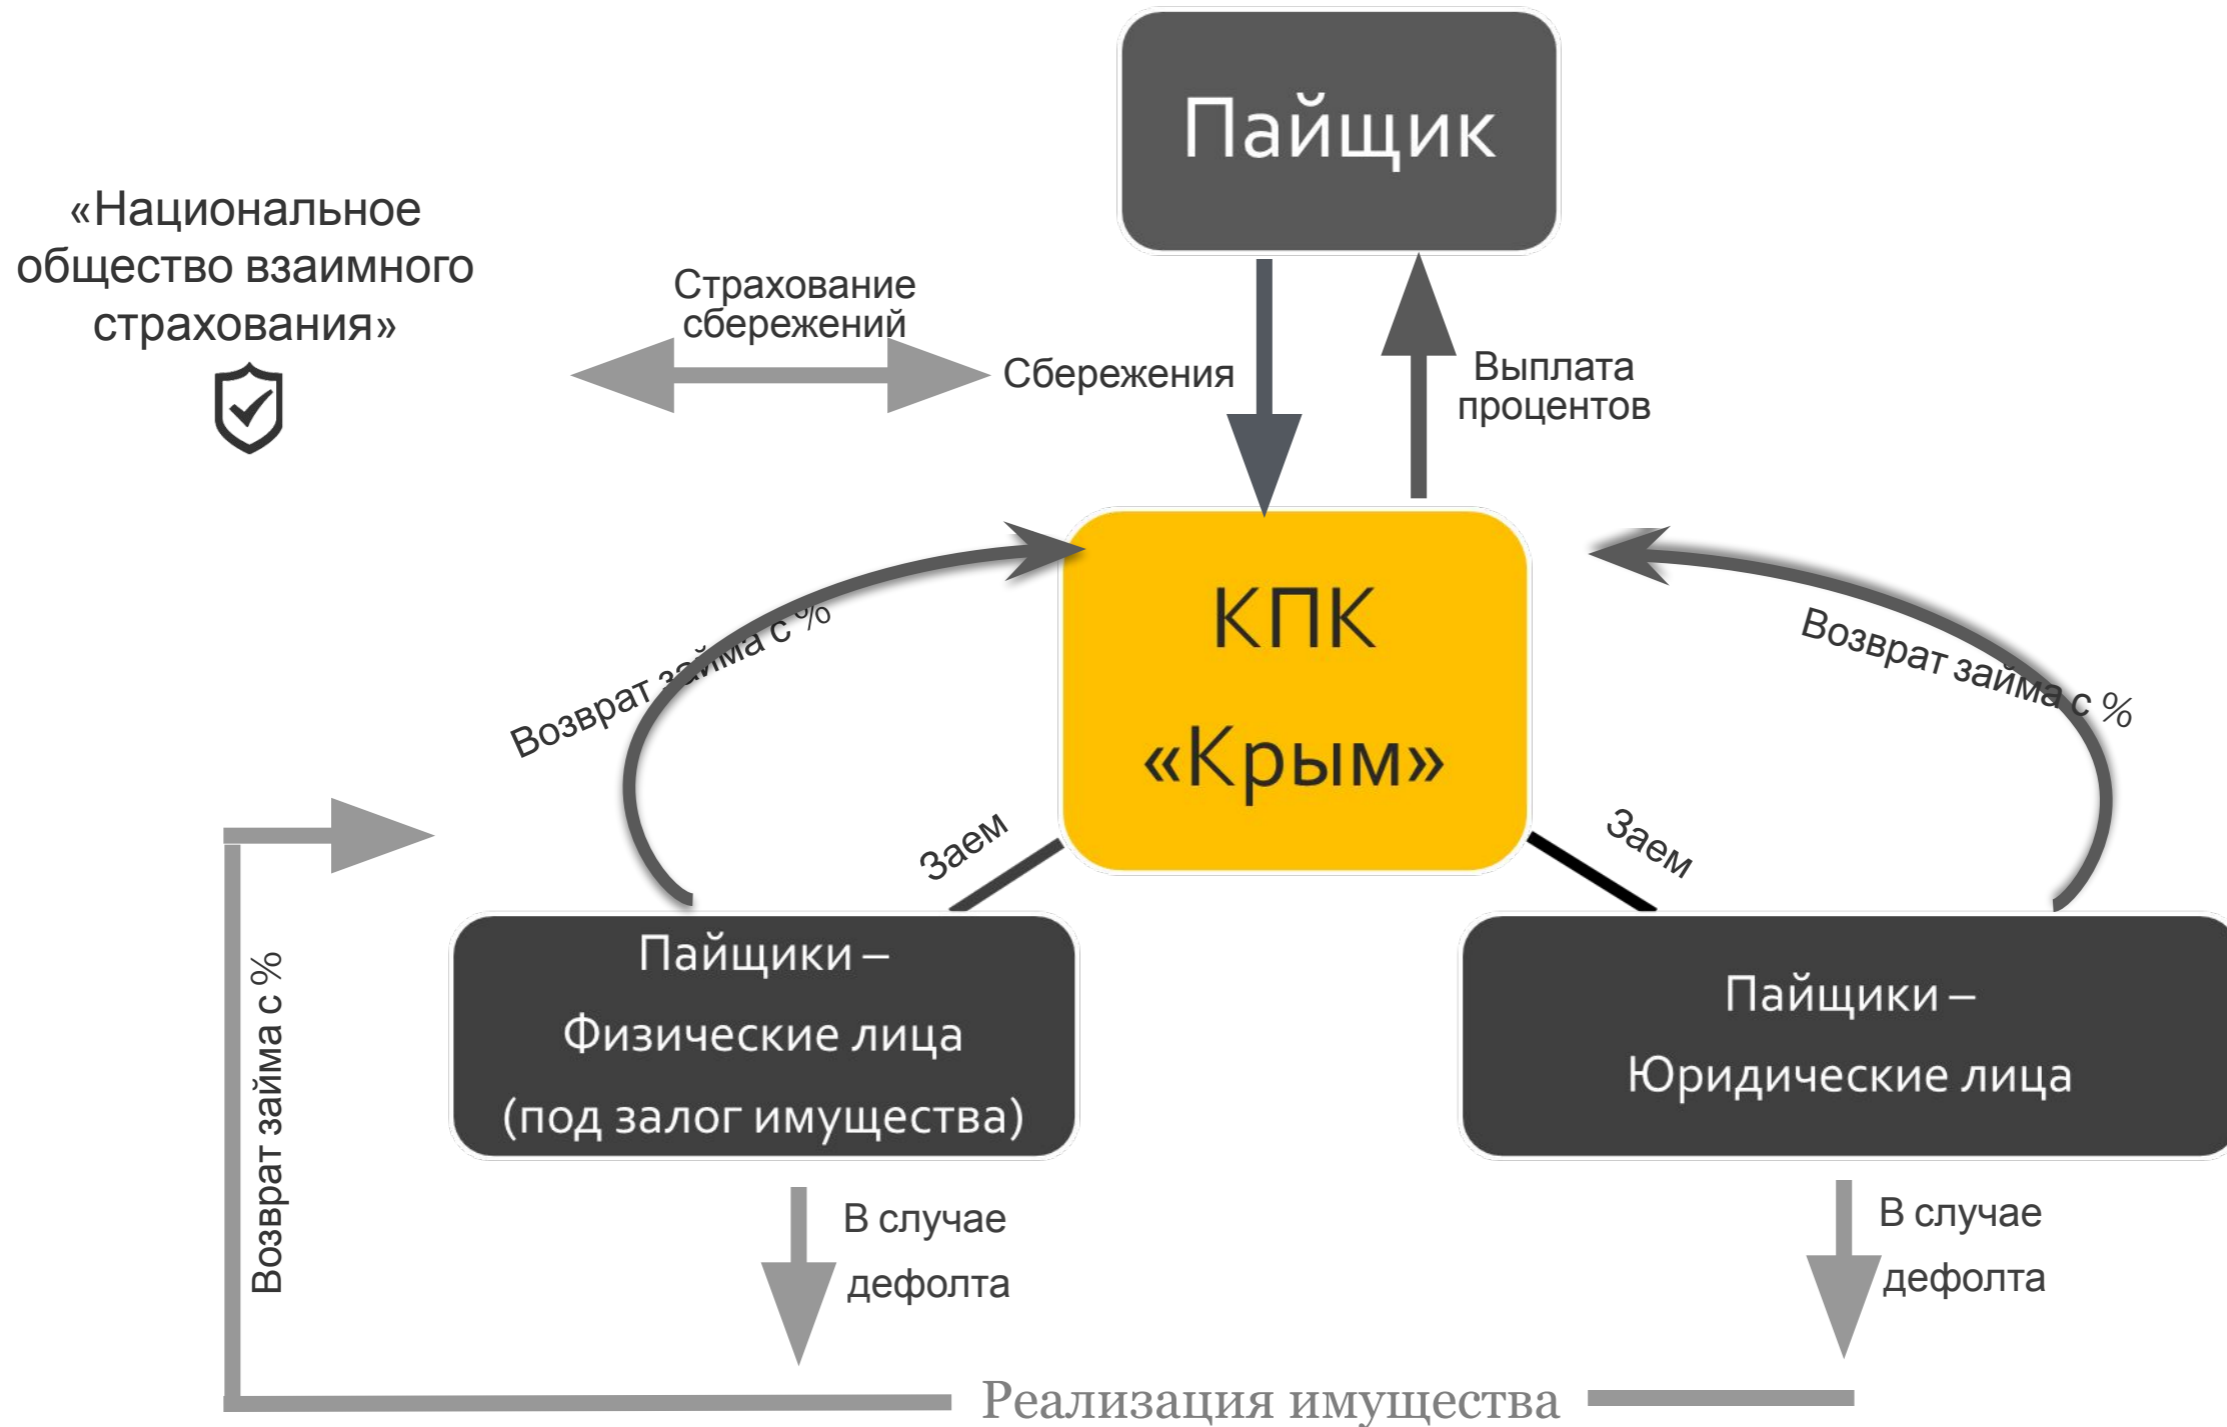 Пайщик
«Национальное
общество взаимного
страхования»
Страхование
сбережений
Сбережения
Выплата
процентов
КПК
«Крым»
Возврат займа с %
Возврат займа с %
Заем
Заем
Пайщики –
Физические лица
(под залог имущества)
Пайщики –
Юридические лица
Возврат займа с %
В случае
дефолта
В случае
дефолта
Реализация имущества